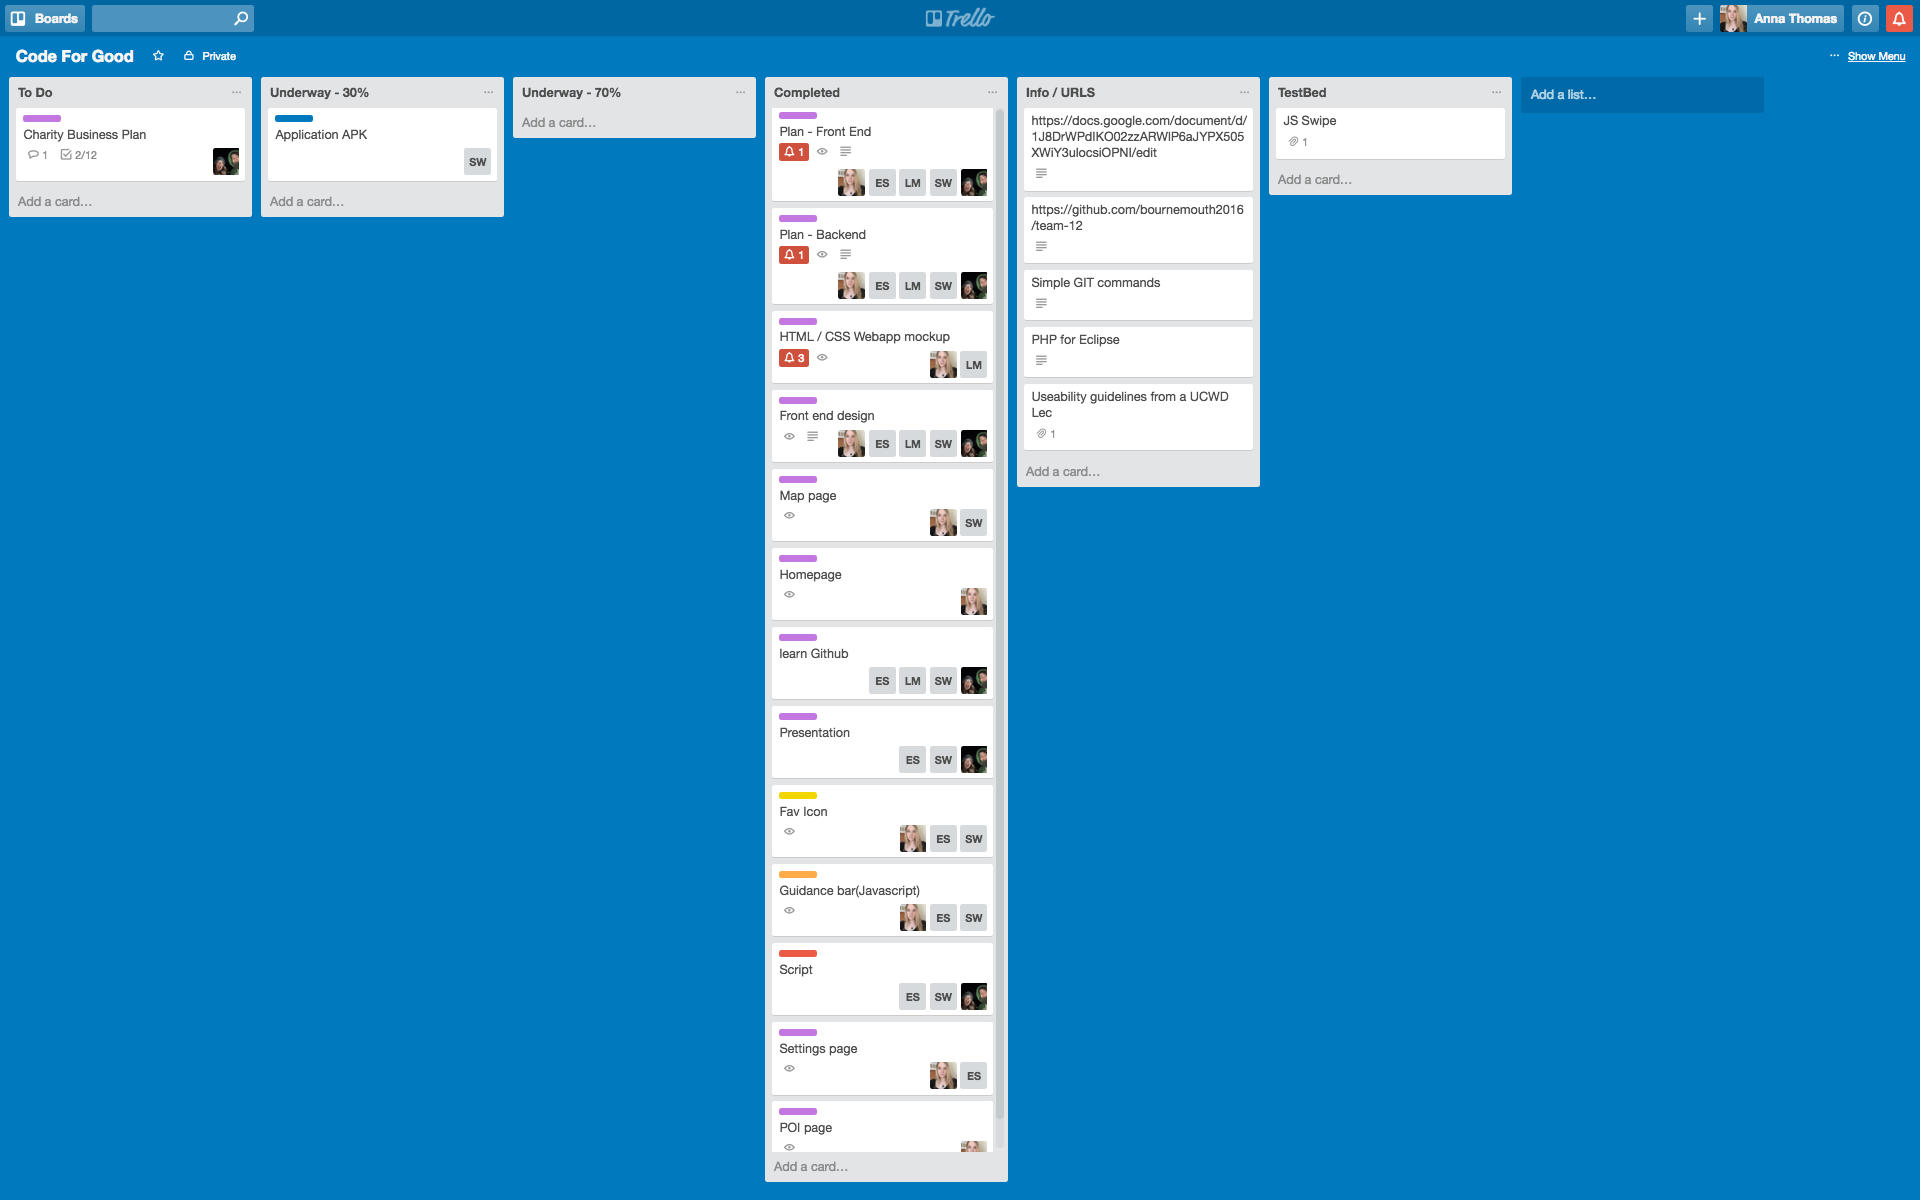 Boards
Trello
Anna Thomas
Code For Good
Private
Show Menu
To Do
Charity Business Plan
1
2/12
Add a card...
Underway - 30%
Application APK
SW
Add a card...
Underway - 70%
Add a card...
Completed
Plan - Front End
1
ES LM SW
Plan - Backend
1
ES LM SW
HTML / CSS Webapp mockup
3
LM
Front end design
ES LM SW
Map page
SW
Homepage
learn Github
ES LM SW
Presentation
ES SW
Fav Icon
ES SW
Guidance bar(Javascript)
ES SW
Script
ES SW
Settings page
ES
POI page
Add a card...
Info / URLS
https://docs.google.com/document/d/
1J8DrWPdIKO02zzARWlP6aJYPX505
XWiY3ulocsiOPNI/edit
https://github.com/bournemouth2016
/team-12
Simple GIT commands
PHP for Eclipse
Useability guidelines from a UCWD
Lec
1
Add a card...
TestBed
JS Swipe
1
Add a card...
Add a list...